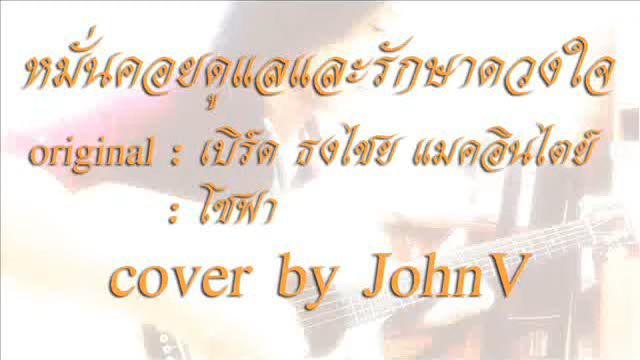 หมั่นคอยดูแลและรักษาดวงใจ
original : เบิร์ด ธงไชย แมคอินไตย์
: โซฟา
cover by JohnV